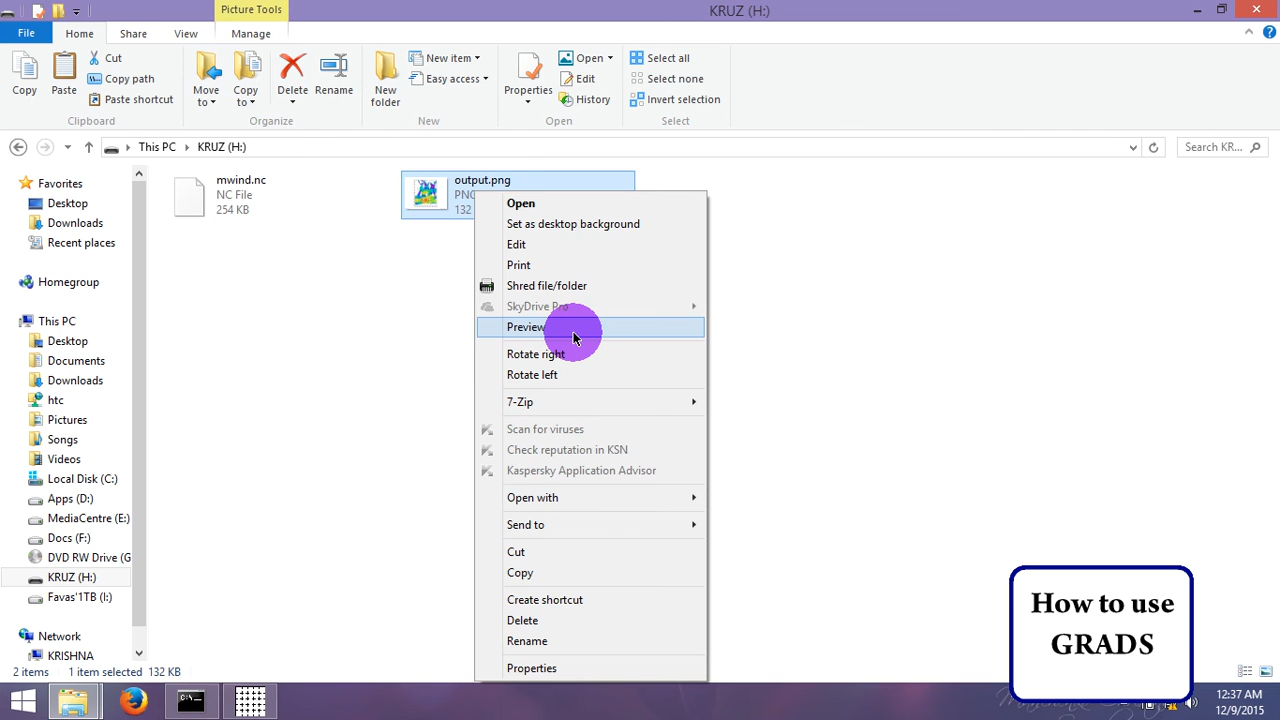 Picture Tools
KRUZ (H:)
File
Home
Share
View
Manage
Copy
Paste
Cut
Copy path
Paste shortcut
Clipboard
Move to
Copy to
Delete
Rename
Organize
New folder
New item
Easy access
New
Properties
Open
Edit
History
Open
Select all
Select none
Invert selection
Select
This PC
KRUZ (H:)
Search KR...
Favorites
Desktop
Downloads
Recent places
Homegroup
This PC
Desktop
Documents
Downloads
htc
Pictures
Songs
Videos
Local Disk (C:)
Apps (D:)
MediaCentre (E:)
Docs (F:)
DVD RW Drive (G
KRUZ (H:)
Favas'1TB (I:)
Network
KRISHNA
mwind.nc
NC File
254 KB
output.png
PNG
132
Open
Set as desktop background
Edit
Print
Shred file/folder
SkyDrive Pro
Preview
Rotate right
Rotate left
7-Zip
Scan for viruses
Check reputation in KSN
Kaspersky Application Advisor
Open with
Send to
Cut
Copy
Create shortcut
Delete
Rename
Properties
How to use
GRADS
2 items
1 item selected 132 KB
12:37 AM
12/9/2015